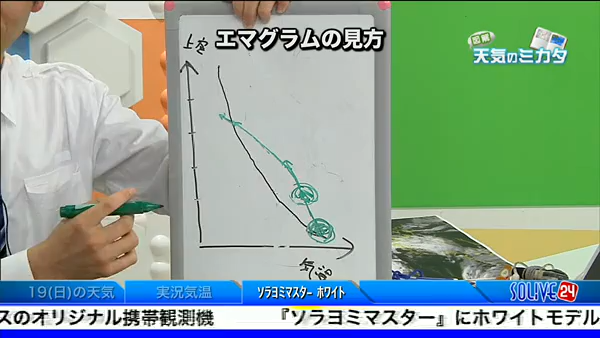 上空
エマグラムの見方
天気のミカタ
気温
19(日)の天気
実況気温
ソラヨミマスター ホワイト
SOLiVE24
スのオリジナル携帯観測機 『ソラヨミマスター』にホワイトモデル